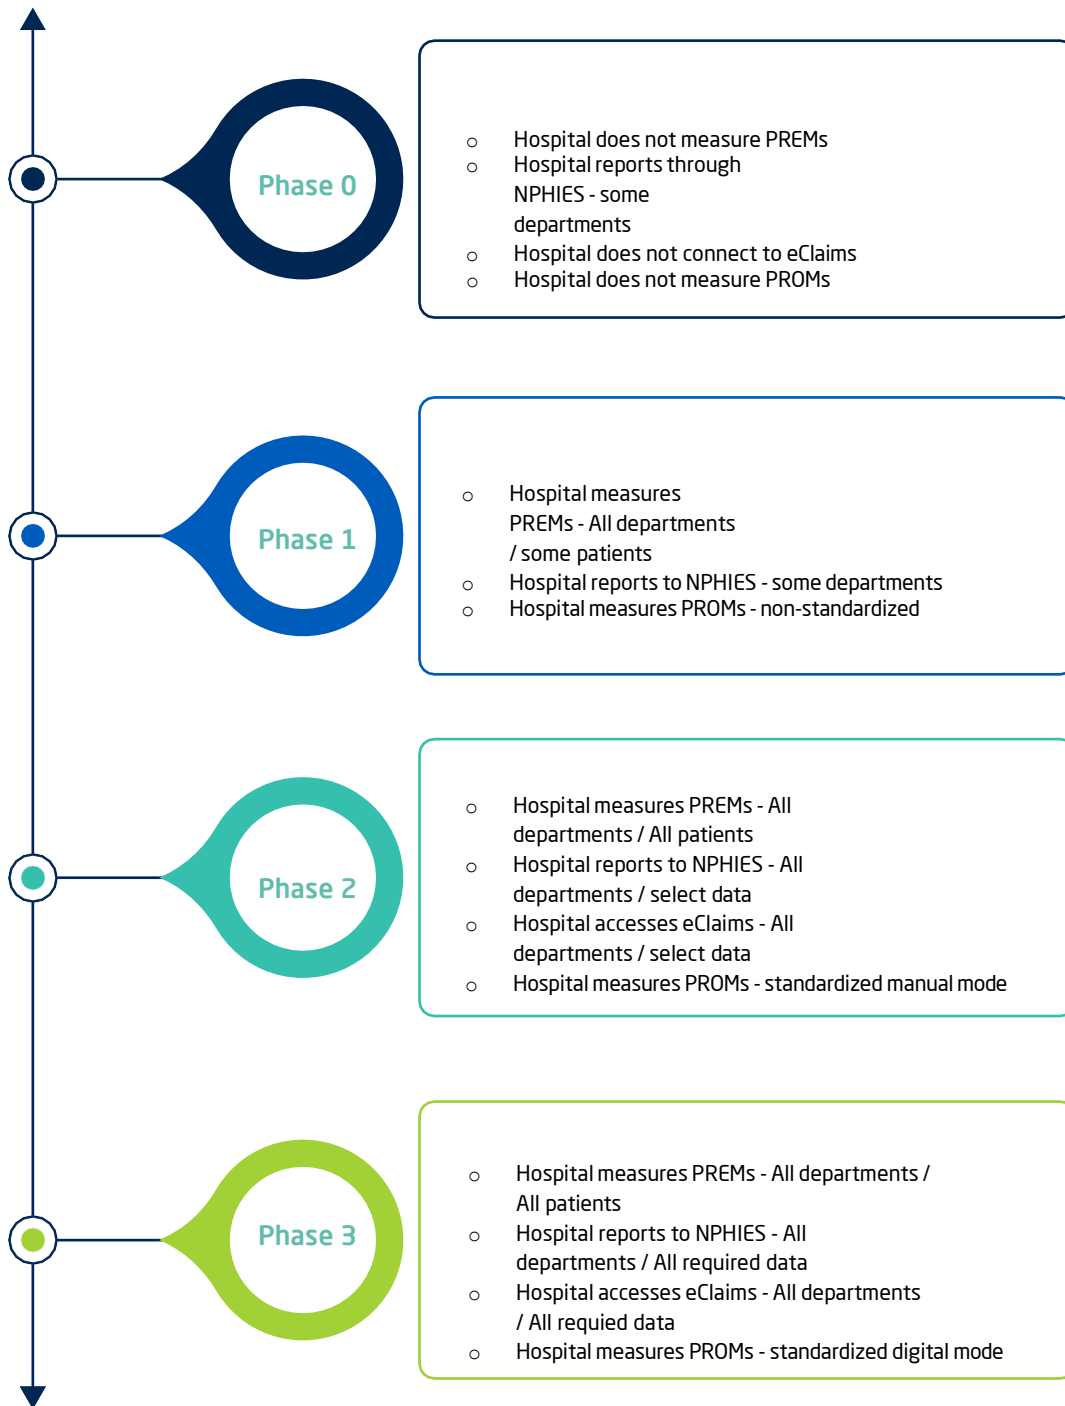 Phase 0
o Hospital does not measure PREMs
o Hospital reports through
NPHIES - some
departments
o Hospital does not connect to eClaims
o Hospital does not measure PROMs
Phase 1
o Hospital measures
PREMs - All departments
/ some patients
o Hospital reports to NPHIES - some departments
o Hospital measures PROMs - non-standardized
Phase 2
o Hospital measures PREMs - All
departments / All patients
o Hospital reports to NPHIES - All
departments / select data
o Hospital accesses eClaims - All
departments / select data
o Hospital measures PROMs - standardized manual mode
Phase 3
o Hospital measures PREMs - All departments /
All patients
o Hospital reports to NPHIES - All
departments / All required data
o Hospital accesses eClaims - All departments
/ All requied data
o Hospital measures PROMs - standardized digital mode